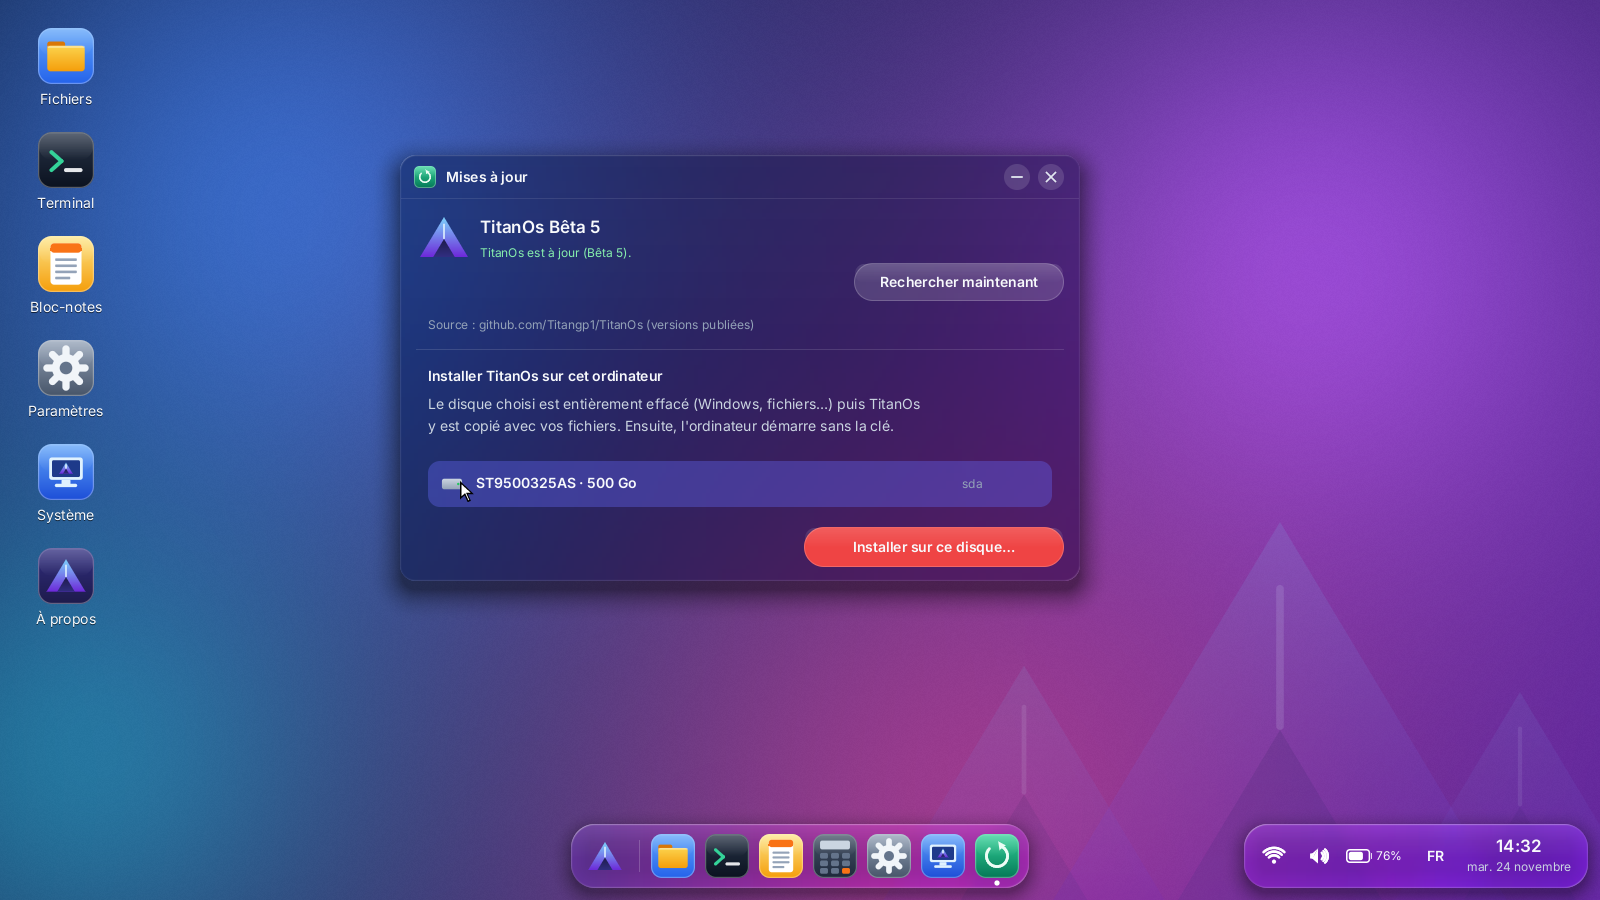 Fichiers
Terminal
Bloc-notes
Paramètres
Système
À propos
Mises à jour
TitanOs Bêta 5
TitanOs est à jour (Bêta 5).
Rechercher maintenant
Source : github.com/Titangp1/TitanOs (versions publiées)
Installer TitanOs sur cet ordinateur
Le disque choisi est entièrement effacé (Windows, fichiers...) puis TitanOs
y est copié avec vos fichiers. Ensuite, l'ordinateur démarre sans la clé.
ST9500325AS · 500 Go
sda
Installer sur ce disque...
76%
FR
14:32
mar. 24 novembre